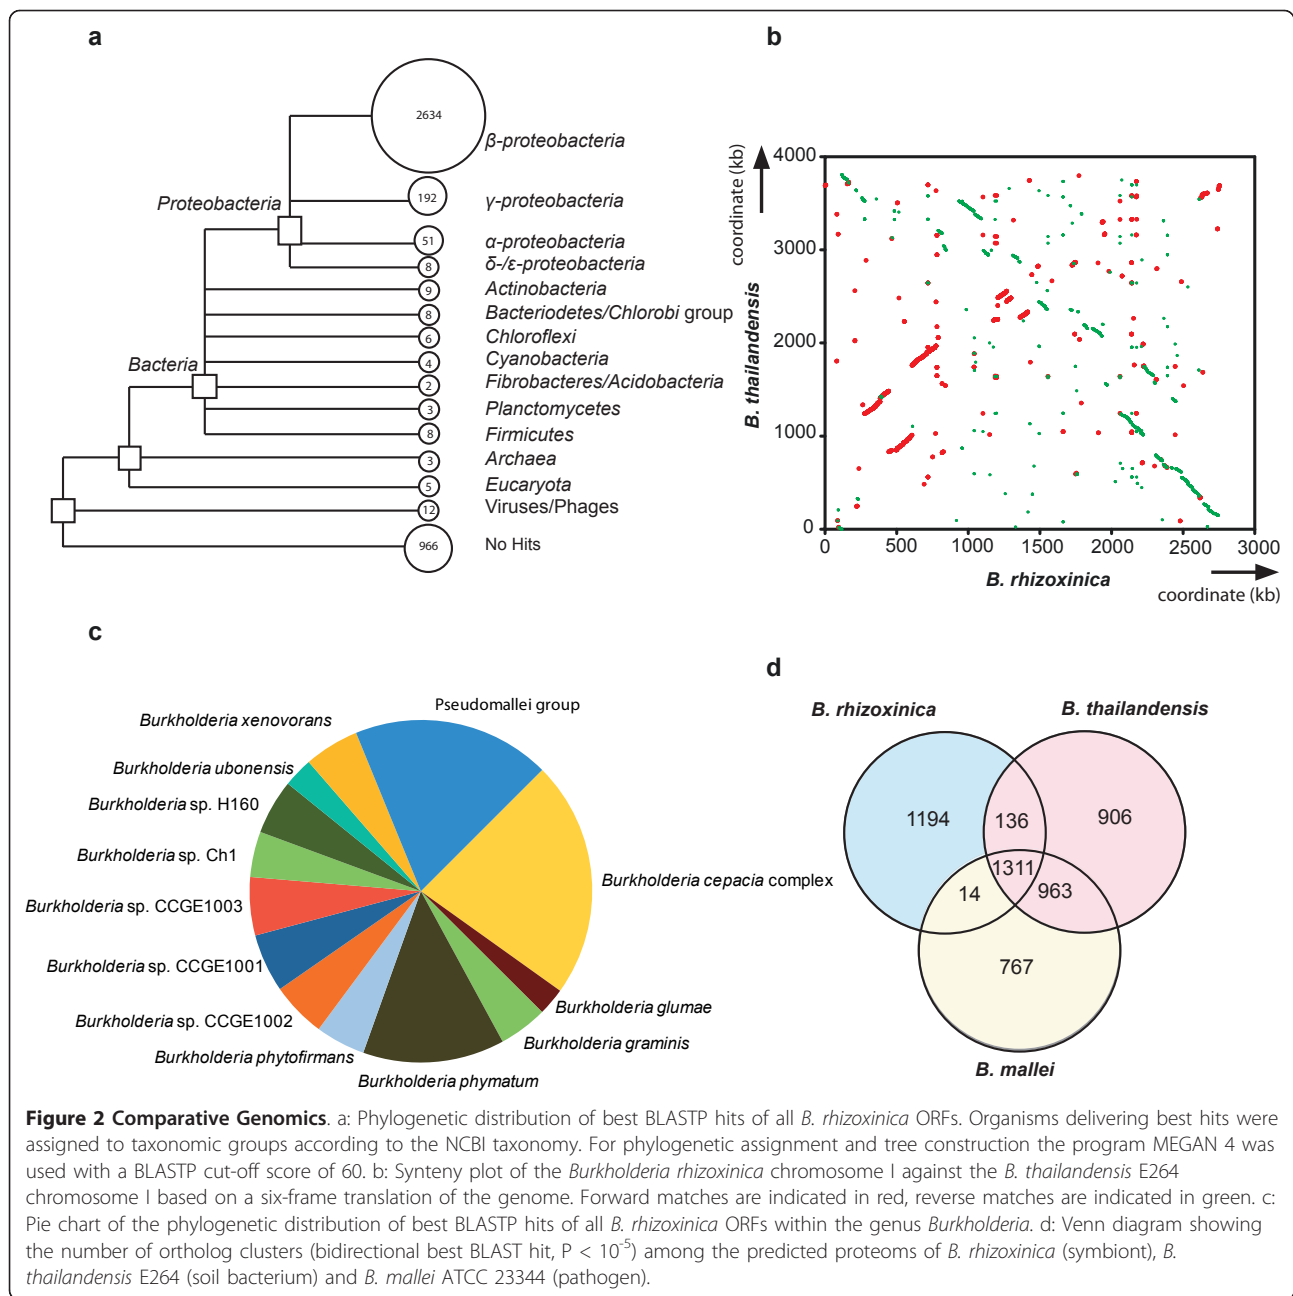 a
2634
β-proteobacteria
192
γ-proteobacteria
Proteobacteria
51
α-proteobacteria
8
δ-/ε-proteobacteria
9
Actinobacteria
8
Bacteriodetes/Chlorobi group
6
Chloroflexi
4
Cyanobacteria
Bacteria
2
Fibrobacteres/Acidobacteria
3
Planctomycetes
8
Firmicutes
3
Archaea
5
Eucaryota
12
Viruses/Phages
966
No Hits
b
coordinate (kb)
B. thailandensis
4000
3000
2000
1000
0
0 500 1000 1500 2000 2500 3000
B. rhizoxinica
coordinate (kb)
c
Pseudomallei group
Burkholderia xenovorans
Burkholderia ubonensis
Burkholderia sp. H160
Burkholderia sp. Ch1
Burkholderia cepacia complex
Burkholderia sp. CCGE1003
Burkholderia sp. CCGE1001
Burkholderia glumae
Burkholderia sp. CCGE1002
Burkholderia graminis
Burkholderia phytofirmans
Burkholderia phymatum
d
B. rhizoxinica
B. thailandensis
1194
136
906
1311
14
963
767
B. mallei
Figure 2 Comparative Genomics. a: Phylogenetic distribution of best BLASTP hits of all B. rhizoxinica ORFs. Organisms delivering best hits were
assigned to taxonomic groups according to the NCBI taxonomy. For phylogenetic assignment and tree construction the program MEGAN 4 was
used with a BLASTP cut-off score of 60. b: Synteny plot of the Burkholderia rhizoxinica chromosome I against the B. thailandensis E264
chromosome I based on a six-frame translation of the genome. Forward matches are indicated in red, reverse matches are indicated in green. c:
Pie chart of the phylogenetic distribution of best BLASTP hits of all B. rhizoxinica ORFs within the genus Burkholderia. d: Venn diagram showing
the number of ortholog clusters (bidirectional best BLAST hit, P < 10⁻⁵) among the predicted proteoms of B. rhizoxinica (symbiont), B.
thailandensis E264 (soil bacterium) and B. mallei ATCC 23344 (pathogen).